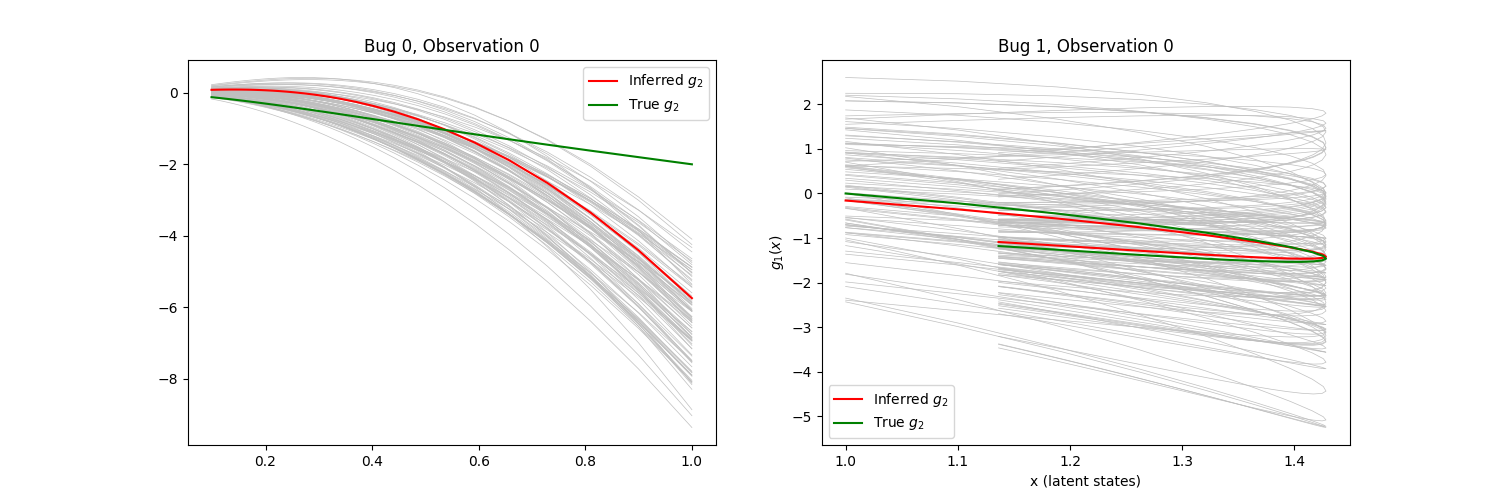 Bug 0, Observation 0
Inferred g₂
True g₂
0
−2
−4
−6
−8
0.2
0.4
0.6
0.8
1.0
Bug 1, Observation 0
g₁(x)
2
1
0
−1
−2
−3
−4
−5
Inferred g₂
True g₂
1.0
1.1
1.2
1.3
1.4
x (latent states)